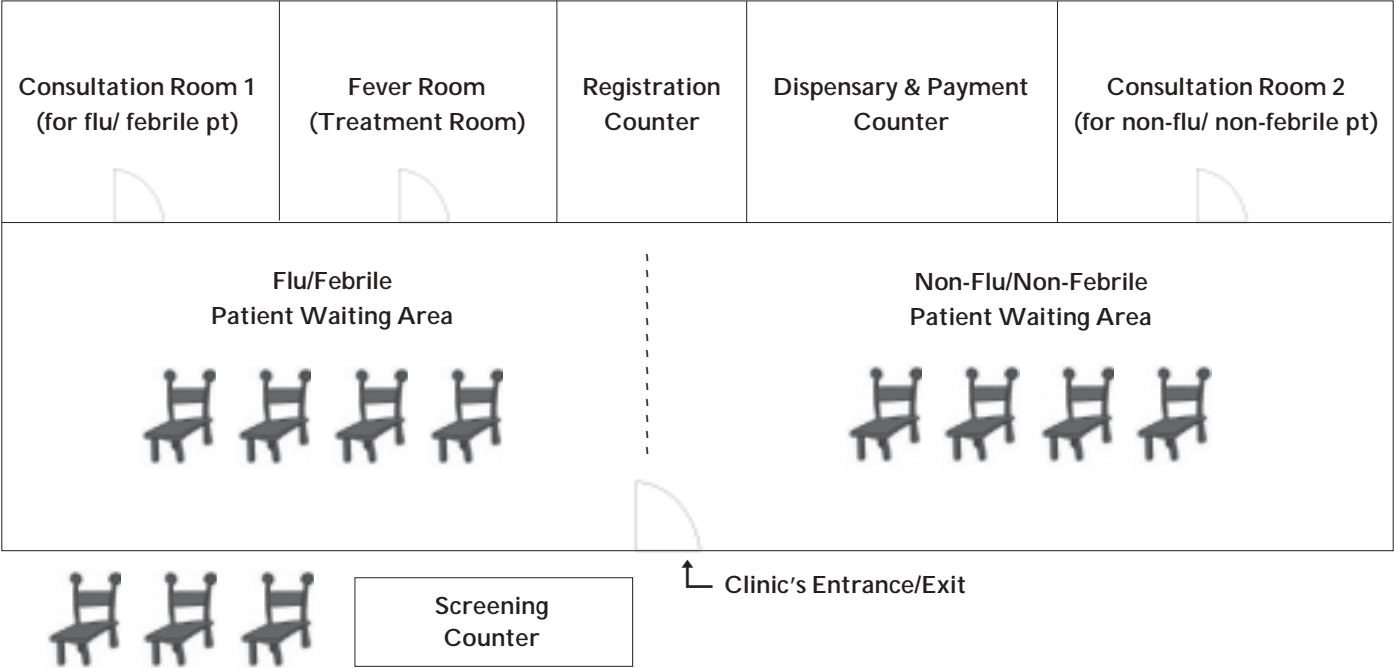 Consultation Room 1
(for flu/ febrile pt)
Fever Room
(Treatment Room)
Registration
Counter
Dispensary & Payment
Counter
Consultation Room 2
(for non-flu/ non-febrile pt)
Flu/Febrile
Patient Waiting Area
Non-Flu/Non-Febrile
Patient Waiting Area
Clinic's Entrance/Exit
Screening
Counter